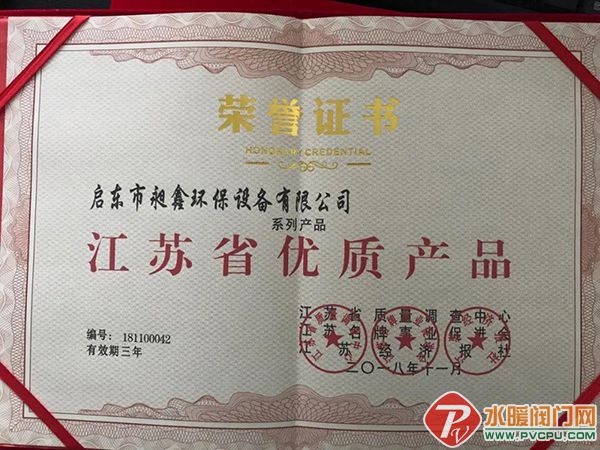 荣誉证书
HONORARY CREDENTIAL
启东市昶鑫环保设备有限公司
系列产品
江苏省优质产品
江苏省质量调查中心
江苏名牌事业促进会
江苏经济报社
编号：181100042
有效期三年
二〇一八年十一月
水暖阀门网
WWW.PVCPU.COM